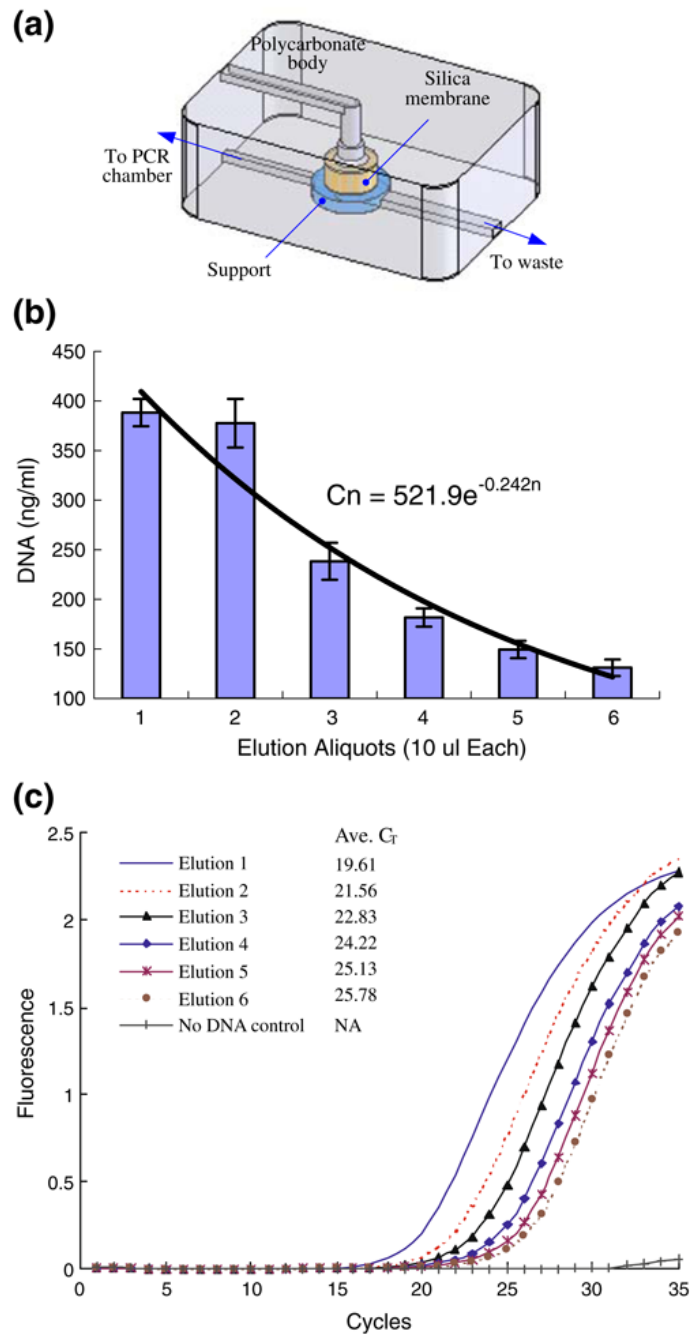 (a)
Polycarbonate
body
Silica
membrane
To PCR
chamber
Support
To waste
(b)
450
400
350
300
250
200
150
100
DNA (ng/ml)
Cn = 521.9e^-0.242n
1 2 3 4 5 6
Elution Aliquots (10 ul Each)
(c)
2.5
2
1.5
1
0.5
0
Fluorescence
Ave. C_T
Elution 1 19.61
Elution 2 21.56
Elution 3 22.83
Elution 4 24.22
Elution 5 25.13
Elution 6 25.78
No DNA control NA
0 5 10 15 20 25 30 35
Cycles